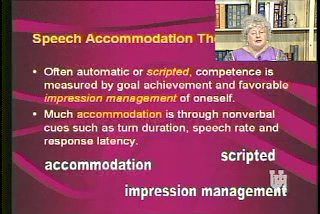 Speech Accommodation Th
• Often automatic or scripted, competence is
measured by goal achievement and favorable
impression management of oneself.
• Much accommodation is through nonverbal
cues such as turn duration, speech rate and
response latency.
scripted
accommodation
impression management